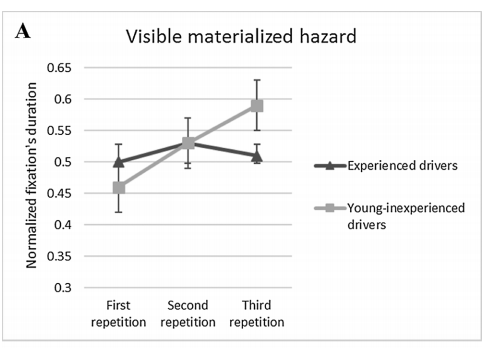 A
Visible materialized hazard
Normalized fixation's duration
0.65
0.6
0.55
0.5
0.45
0.4
0.35
0.3
First
repetition
Second
repetition
Third
repetition
Experienced drivers
Young-inexperienced
drivers